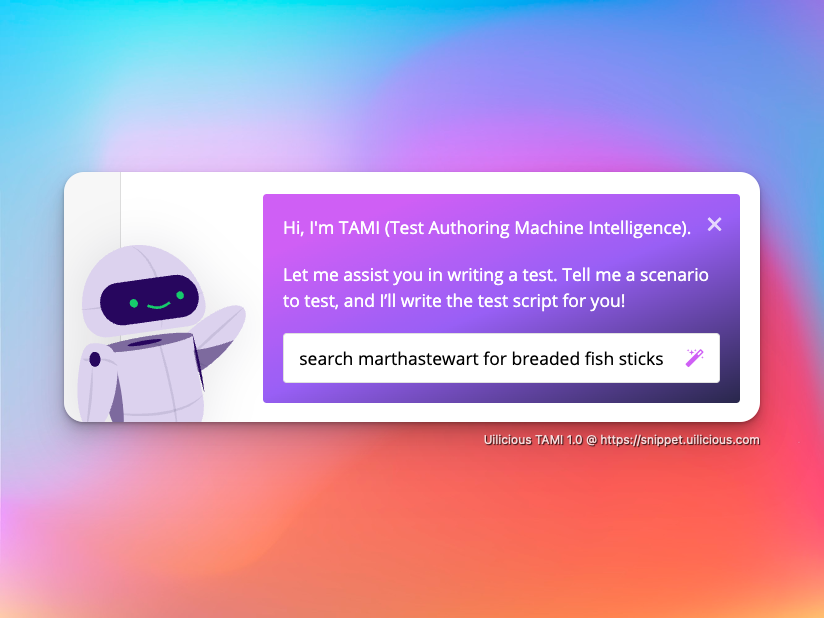 Hi, I'm TAMI (Test Authoring Machine Intelligence).
Let me assist you in writing a test. Tell me a scenario
to test, and I’ll write the test script for you!
search marthastewart for breaded fish sticks
Uilicious TAMI 1.0 @ https://snippet.uilicious.com